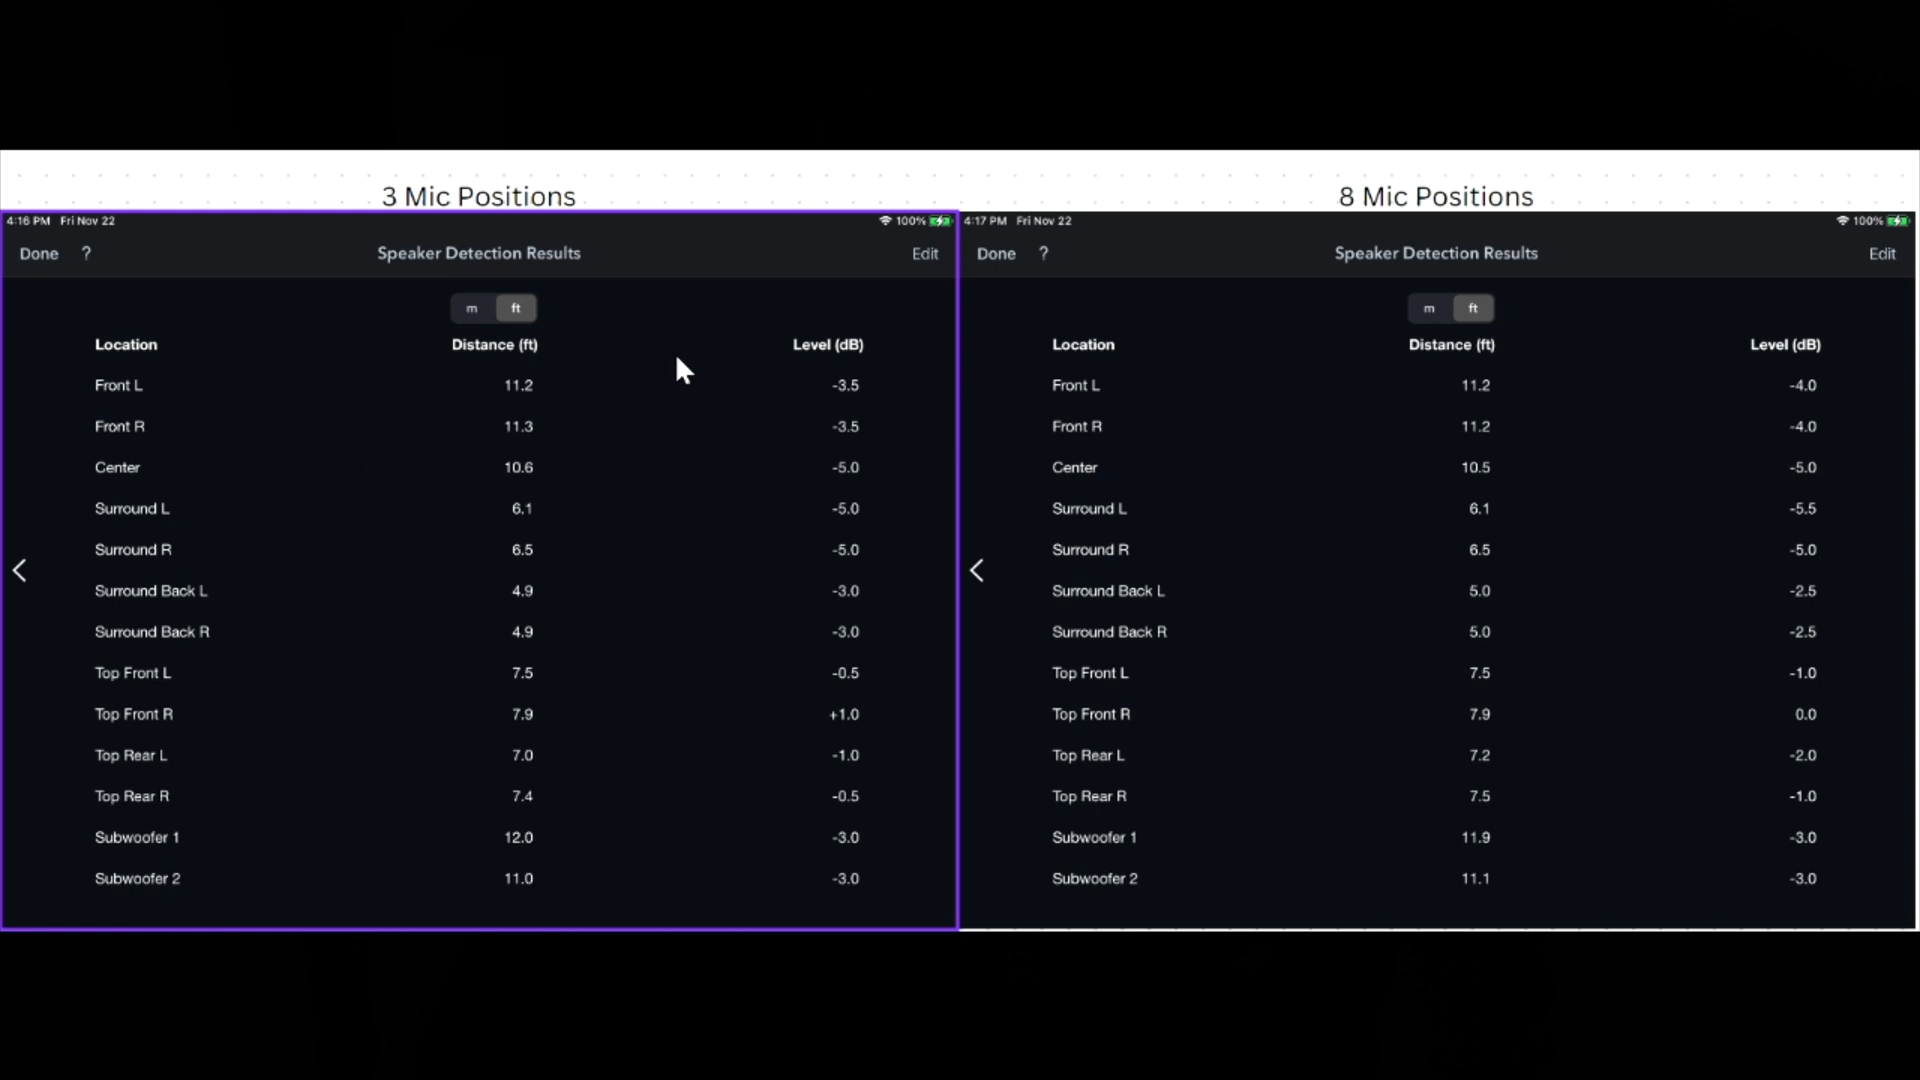 3 Mic Positions
4:16 PM Fri Nov 22 100%
Done ? Speaker Detection Results Edit
m ft
Location Distance (ft) Level (dB)
Front L 11.2 -3.5
Front R 11.3 -3.5
Center 10.6 -5.0
Surround L 6.1 -5.0
Surround R 6.5 -5.0
Surround Back L 4.9 -3.0
Surround Back R 4.9 -3.0
Top Front L 7.5 -0.5
Top Front R 7.9 +1.0
Top Rear L 7.0 -1.0
Top Rear R 7.4 -0.5
Subwoofer 1 12.0 -3.0
Subwoofer 2 11.0 -3.0
8 Mic Positions
4:17 PM Fri Nov 22 100%
Done ? Speaker Detection Results Edit
m ft
Location Distance (ft) Level (dB)
Front L 11.2 -4.0
Front R 11.2 -4.0
Center 10.5 -5.0
Surround L 6.1 -5.5
Surround R 6.5 -5.0
Surround Back L 5.0 -2.5
Surround Back R 5.0 -2.5
Top Front L 7.5 -1.0
Top Front R 7.9 0.0
Top Rear L 7.2 -2.0
Top Rear R 7.5 -1.0
Subwoofer 1 11.9 -3.0
Subwoofer 2 11.1 -3.0